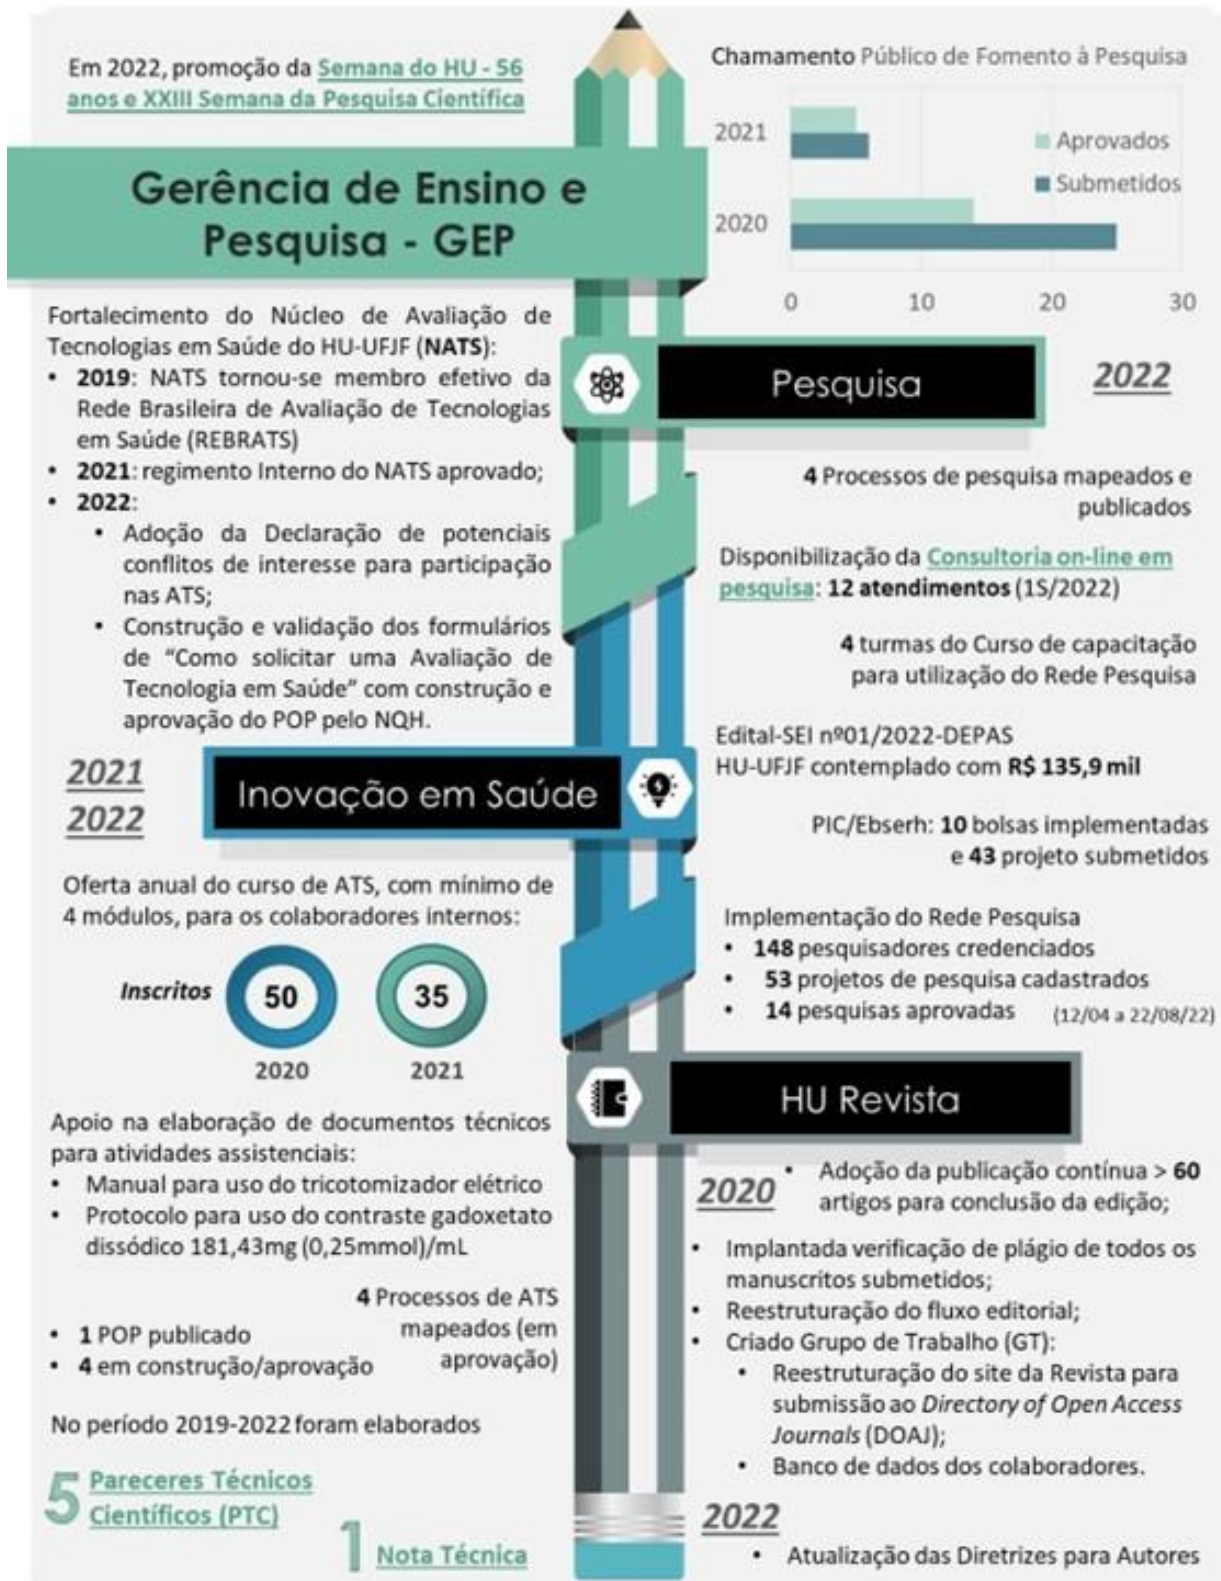 Em 2022, promoção da Semana do HU - 56
anos e XXIII Semana da Pesquisa Científica
Gerência de Ensino e
Pesquisa - GEP
Chamamento Público de Fomento à Pesquisa
2021
2020
Aprovados
Submetidos
0 10 20 30
Fortalecimento do Núcleo de Avaliação de
Tecnologias em Saúde do HU-UFJF (NATS):
• 2019: NATS tornou-se membro efetivo da
Rede Brasileira de Avaliação de Tecnologias
em Saúde (REBRATS)
• 2021: regimento Interno do NATS aprovado;
• 2022:
• Adoção da Declaração de potenciais
conflitos de interesse para participação
nas ATS;
• Construção e validação dos formulários
de “Como solicitar uma Avaliação de
Tecnologia em Saúde” com construção e
aprovação do POP pelo NQH.
Pesquisa
2022
4 Processos de pesquisa mapeados e
publicados
Disponibilização da Consultoria on-line em
pesquisa: 12 atendimentos (1S/2022)
4 turmas do Curso de capacitação
para utilização do Rede Pesquisa
Edital-SEI nº01/2022-DEPAS
HU-UFJF contemplado com R$ 135,9 mil
PIC/Ebserh: 10 bolsas implementadas
e 43 projeto submetidos
Implementação do Rede Pesquisa
• 148 pesquisadores credenciados
• 53 projetos de pesquisa cadastrados
• 14 pesquisas aprovadas (12/04 a 22/08/22)
2021
2022
Inovação em Saúde
Oferta anual do curso de ATS, com mínimo de
4 módulos, para os colaboradores internos:
Inscritos 50 35
2020 2021
Apoio na elaboração de documentos técnicos
para atividades assistenciais:
• Manual para uso do tricotomizador elétrico
• Protocolo para uso do contraste gadoxetato
dissódico 181,43mg (0,25mmol)/mL
4 Processos de ATS
mapeados (em
aprovação)
• 1 POP publicado
• 4 em construção/aprovação
No período 2019-2022 foram elaborados
5 Pareceres Técnicos
Científicos (PTC)
1 Nota Técnica
HU Revista
2020
• Adoção da publicação contínua > 60
artigos para conclusão da edição;
• Implantada verificação de plágio de todos os
manuscritos submetidos;
• Reestruturação do fluxo editorial;
• Criado Grupo de Trabalho (GT):
• Reestruturação do site da Revista para
submissão ao Directory of Open Access
Journals (DOAJ);
• Banco de dados dos colaboradores.
2022
• Atualização das Diretrizes para Autores